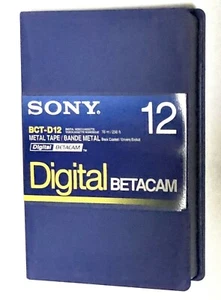 SONY
12
BCT-D12
METAL TAPE/BANDE METAL
Digital BETACAM
Digital BETACAM